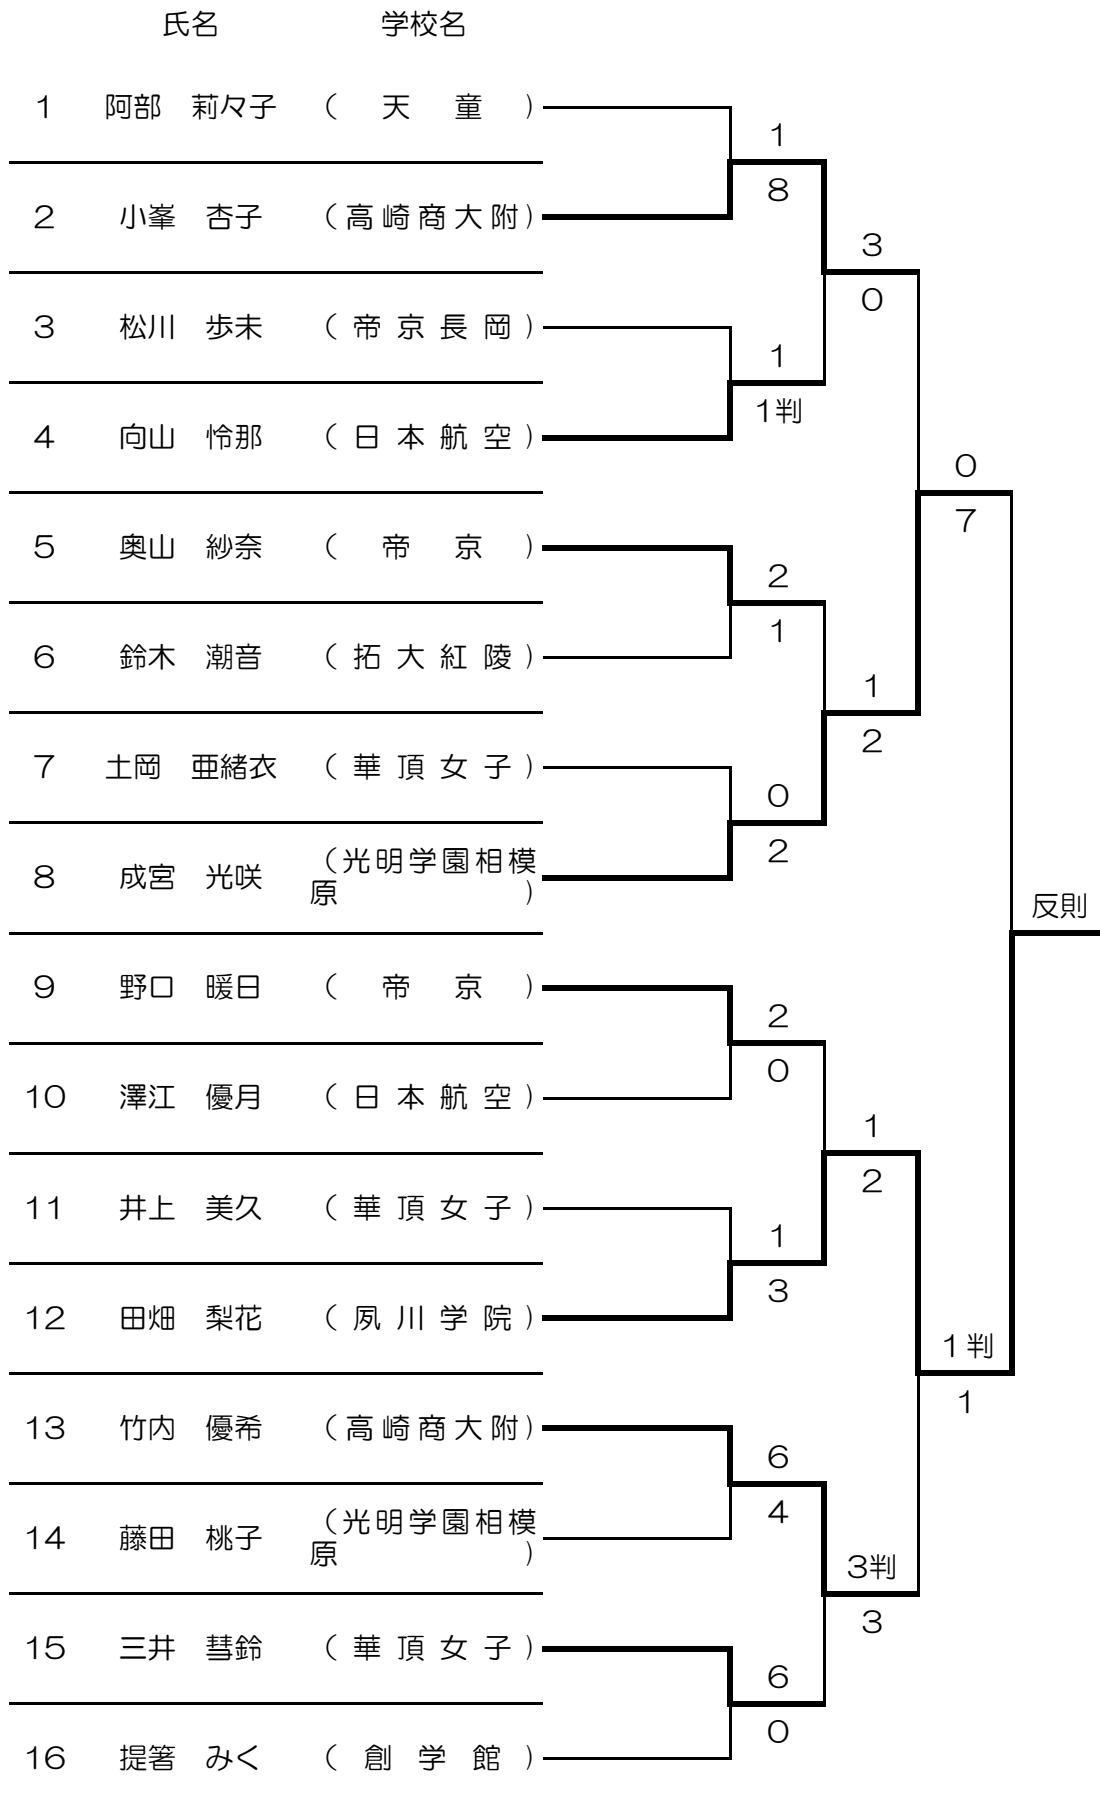 氏名 学校名
1 阿部 莉々子 (天童)
1
8
2 小峯 杏子 (高崎商大附)
3
0
3 松川 歩未 (帝京長岡)
1
1判
4 向山 怜那 (日本航空)
0
7
5 奥山 紗奈 (帝京)
2
1
6 鈴木 潮音 (拓大紅陵)
1
2
7 土岡 亜緒衣 (華頂女子)
0
2
8 成宮 光咲 (光明学園相模
原)
反則
9 野口 暖日 (帝京)
2
0
10 澤江 優月 (日本航空)
1
2
11 井上 美久 (華頂女子)
1
3
12 田畑 梨花 (夙川学院)
1判
1
13 竹内 優希 (高崎商大附)
6
4
14 藤田 桃子 (光明学園相模
原)
3判
3
15 三井 彗鈴 (華頂女子)
6
0
16 提箸 みく (創学館)